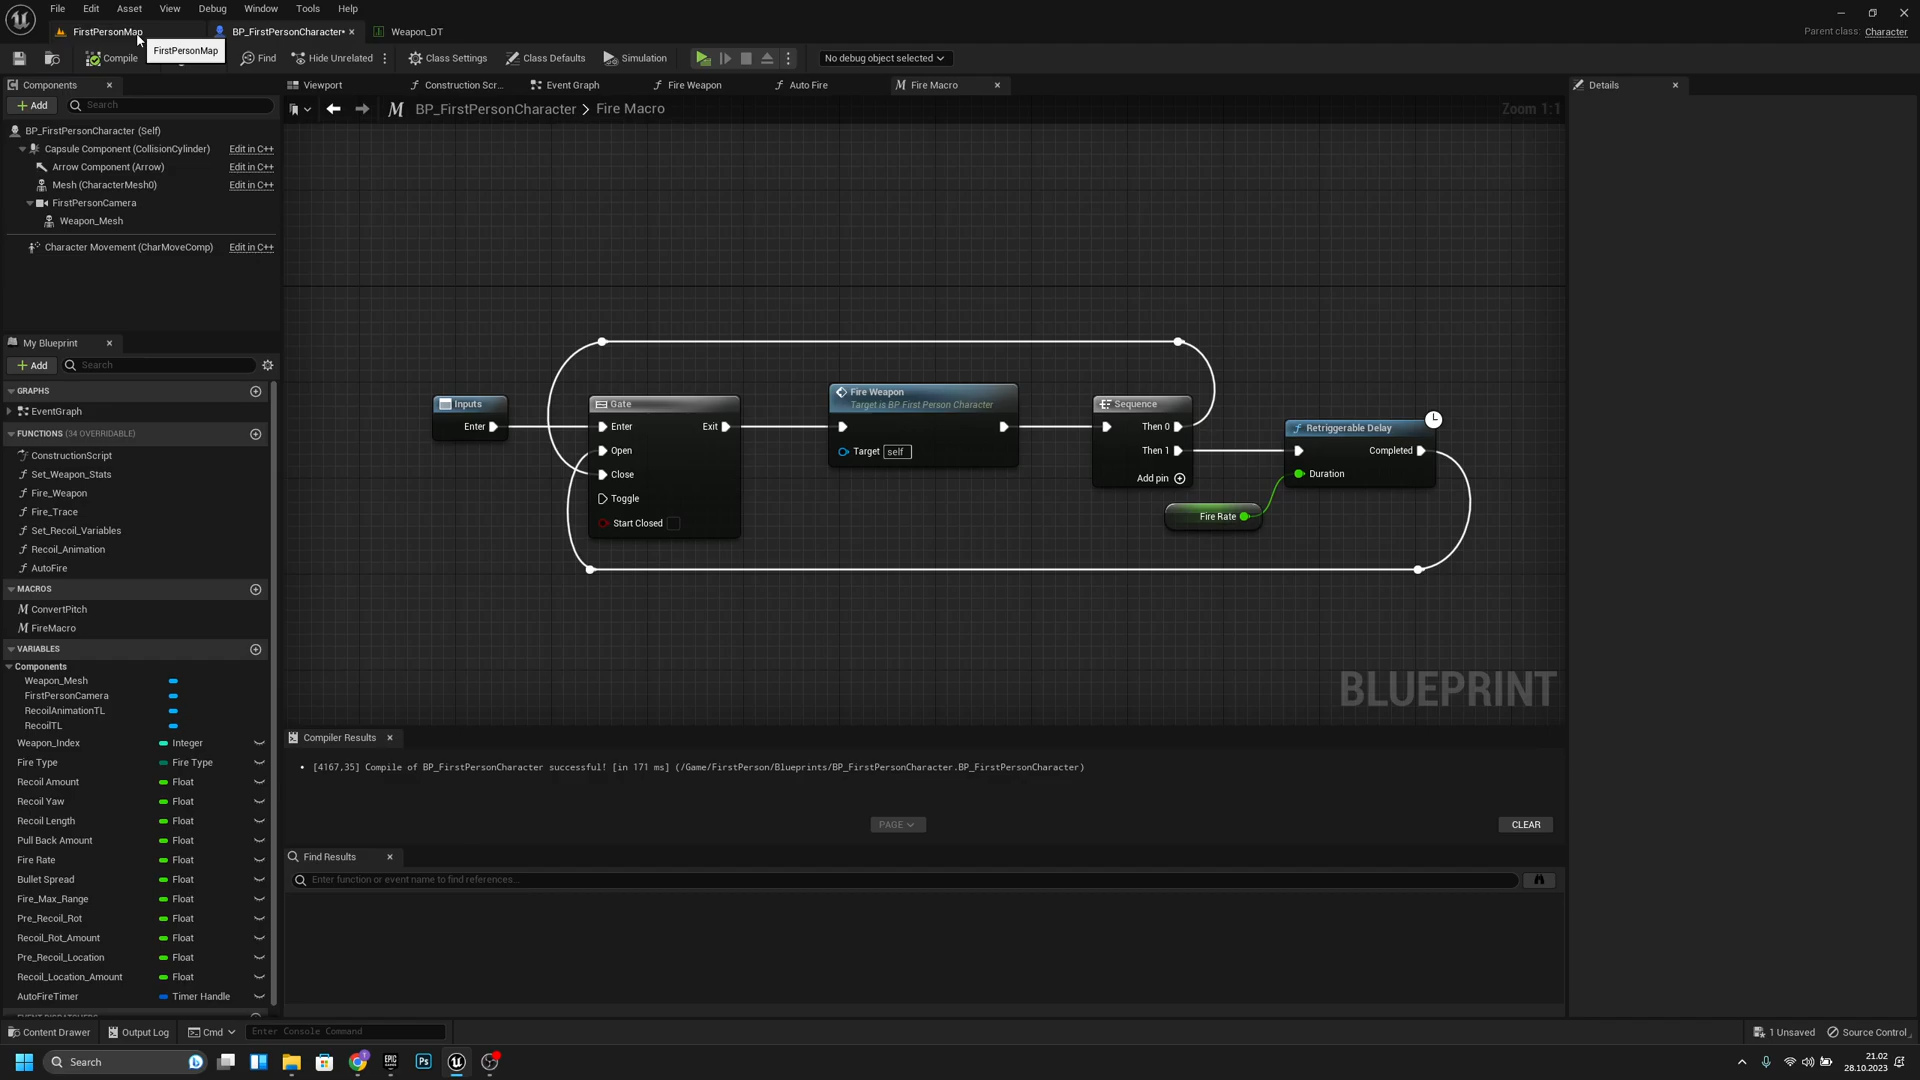 File Edit Asset View Debug Window Tools Help
FirstPersonMap
BP_FirstPersonCharacter•
Weapon_DT
Parent class: Character
FirstPersonMap
Compile
Find
Hide Unrelated
Class Settings
Class Defaults
Simulation
No debug object selected
Components
Viewport
Construction Scr...
Event Graph
Fire Weapon
Auto Fire
Fire Macro
Details
Add
Search
BP_FirstPersonCharacter > Fire Macro
Zoom 1:1
BP_FirstPersonCharacter (Self)
Capsule Component (CollisionCylinder) Edit in C++
Arrow Component (Arrow) Edit in C++
Mesh (CharacterMesh0) Edit in C++
FirstPersonCamera
Weapon_Mesh
Character Movement (CharMoveComp) Edit in C++
Inputs
Enter
Gate
Enter Exit
Open
Close
Toggle
Start Closed
Fire Weapon
Target is BP First Person Character
Target self
Sequence
Then 0
Then 1
Add pin
Retriggerable Delay
Completed
Duration
Fire Rate
BLUEPRINT
My Blueprint
Add
Search
GRAPHS
EventGraph
FUNCTIONS (34 OVERRIDABLE)
ConstructionScript
Set_Weapon_Stats
Fire_Weapon
Fire_Trace
Set_Recoil_Variables
Recoil_Animation
AutoFire
MACROS
ConvertPitch
FireMacro
VARIABLES
Components
Weapon_Mesh
FirstPersonCamera
RecoilAnimationTL
RecoilTL
Weapon_Index Integer
Fire Type Fire Type
Recoil Amount Float
Recoil Yaw Float
Recoil Length Float
Pull Back Amount Float
Fire Rate Float
Bullet Spread Float
Fire_Max_Range Float
Pre_Recoil_Rot Float
Recoil_Rot_Amount Float
Pre_Recoil_Location Float
Recoil_Location_Amount Float
AutoFireTimer Timer Handle
Compiler Results
[4167,35] Compile of BP_FirstPersonCharacter successful! [in 171 ms] (/Game/FirstPerson/Blueprints/BP_FirstPersonCharacter.BP_FirstPersonCharacter)
PAGE
CLEAR
Find Results
Enter function or event name to find references...
Content Drawer
Output Log
Cmd
Enter Console Command
1 Unsaved
Source Control
Search
21.02
28.10.2023